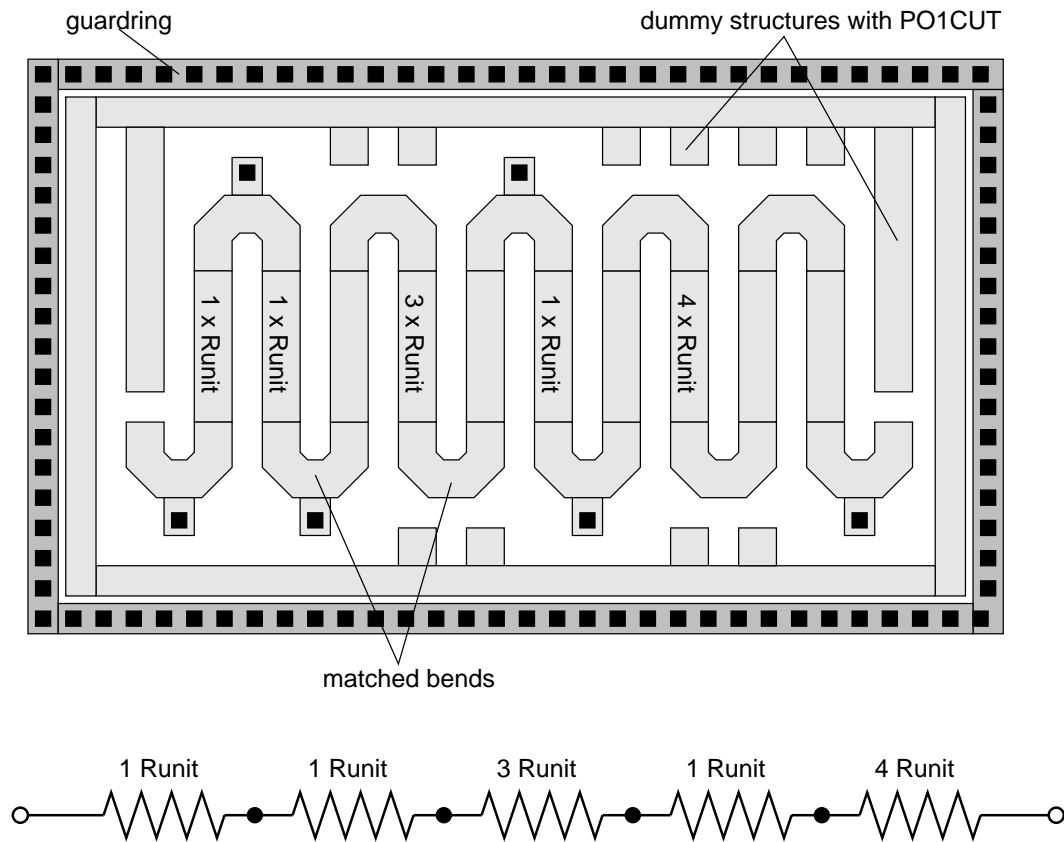 guardring
dummy structures with PO1CUT
1 x Runit
1 x Runit
3 x Runit
1 x Runit
4 x Runit
matched bends
1 Runit
1 Runit
3 Runit
1 Runit
4 Runit